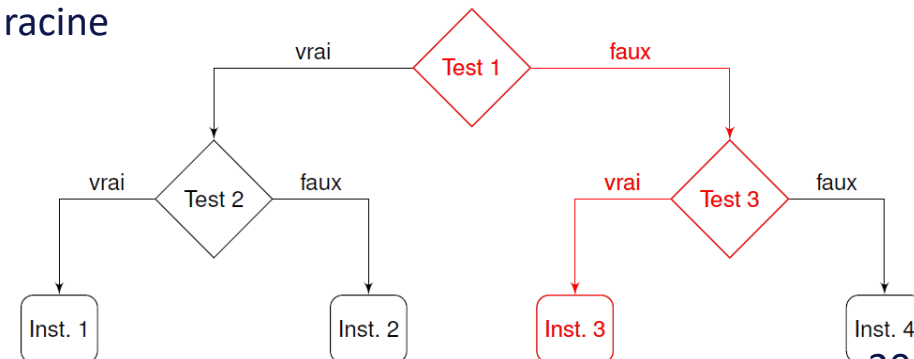 racine
vrai
faux
Test 1
vrai
Test 2
faux
vrai
Test 3
faux
Inst. 1
Inst. 2
Inst. 3
Inst. 4